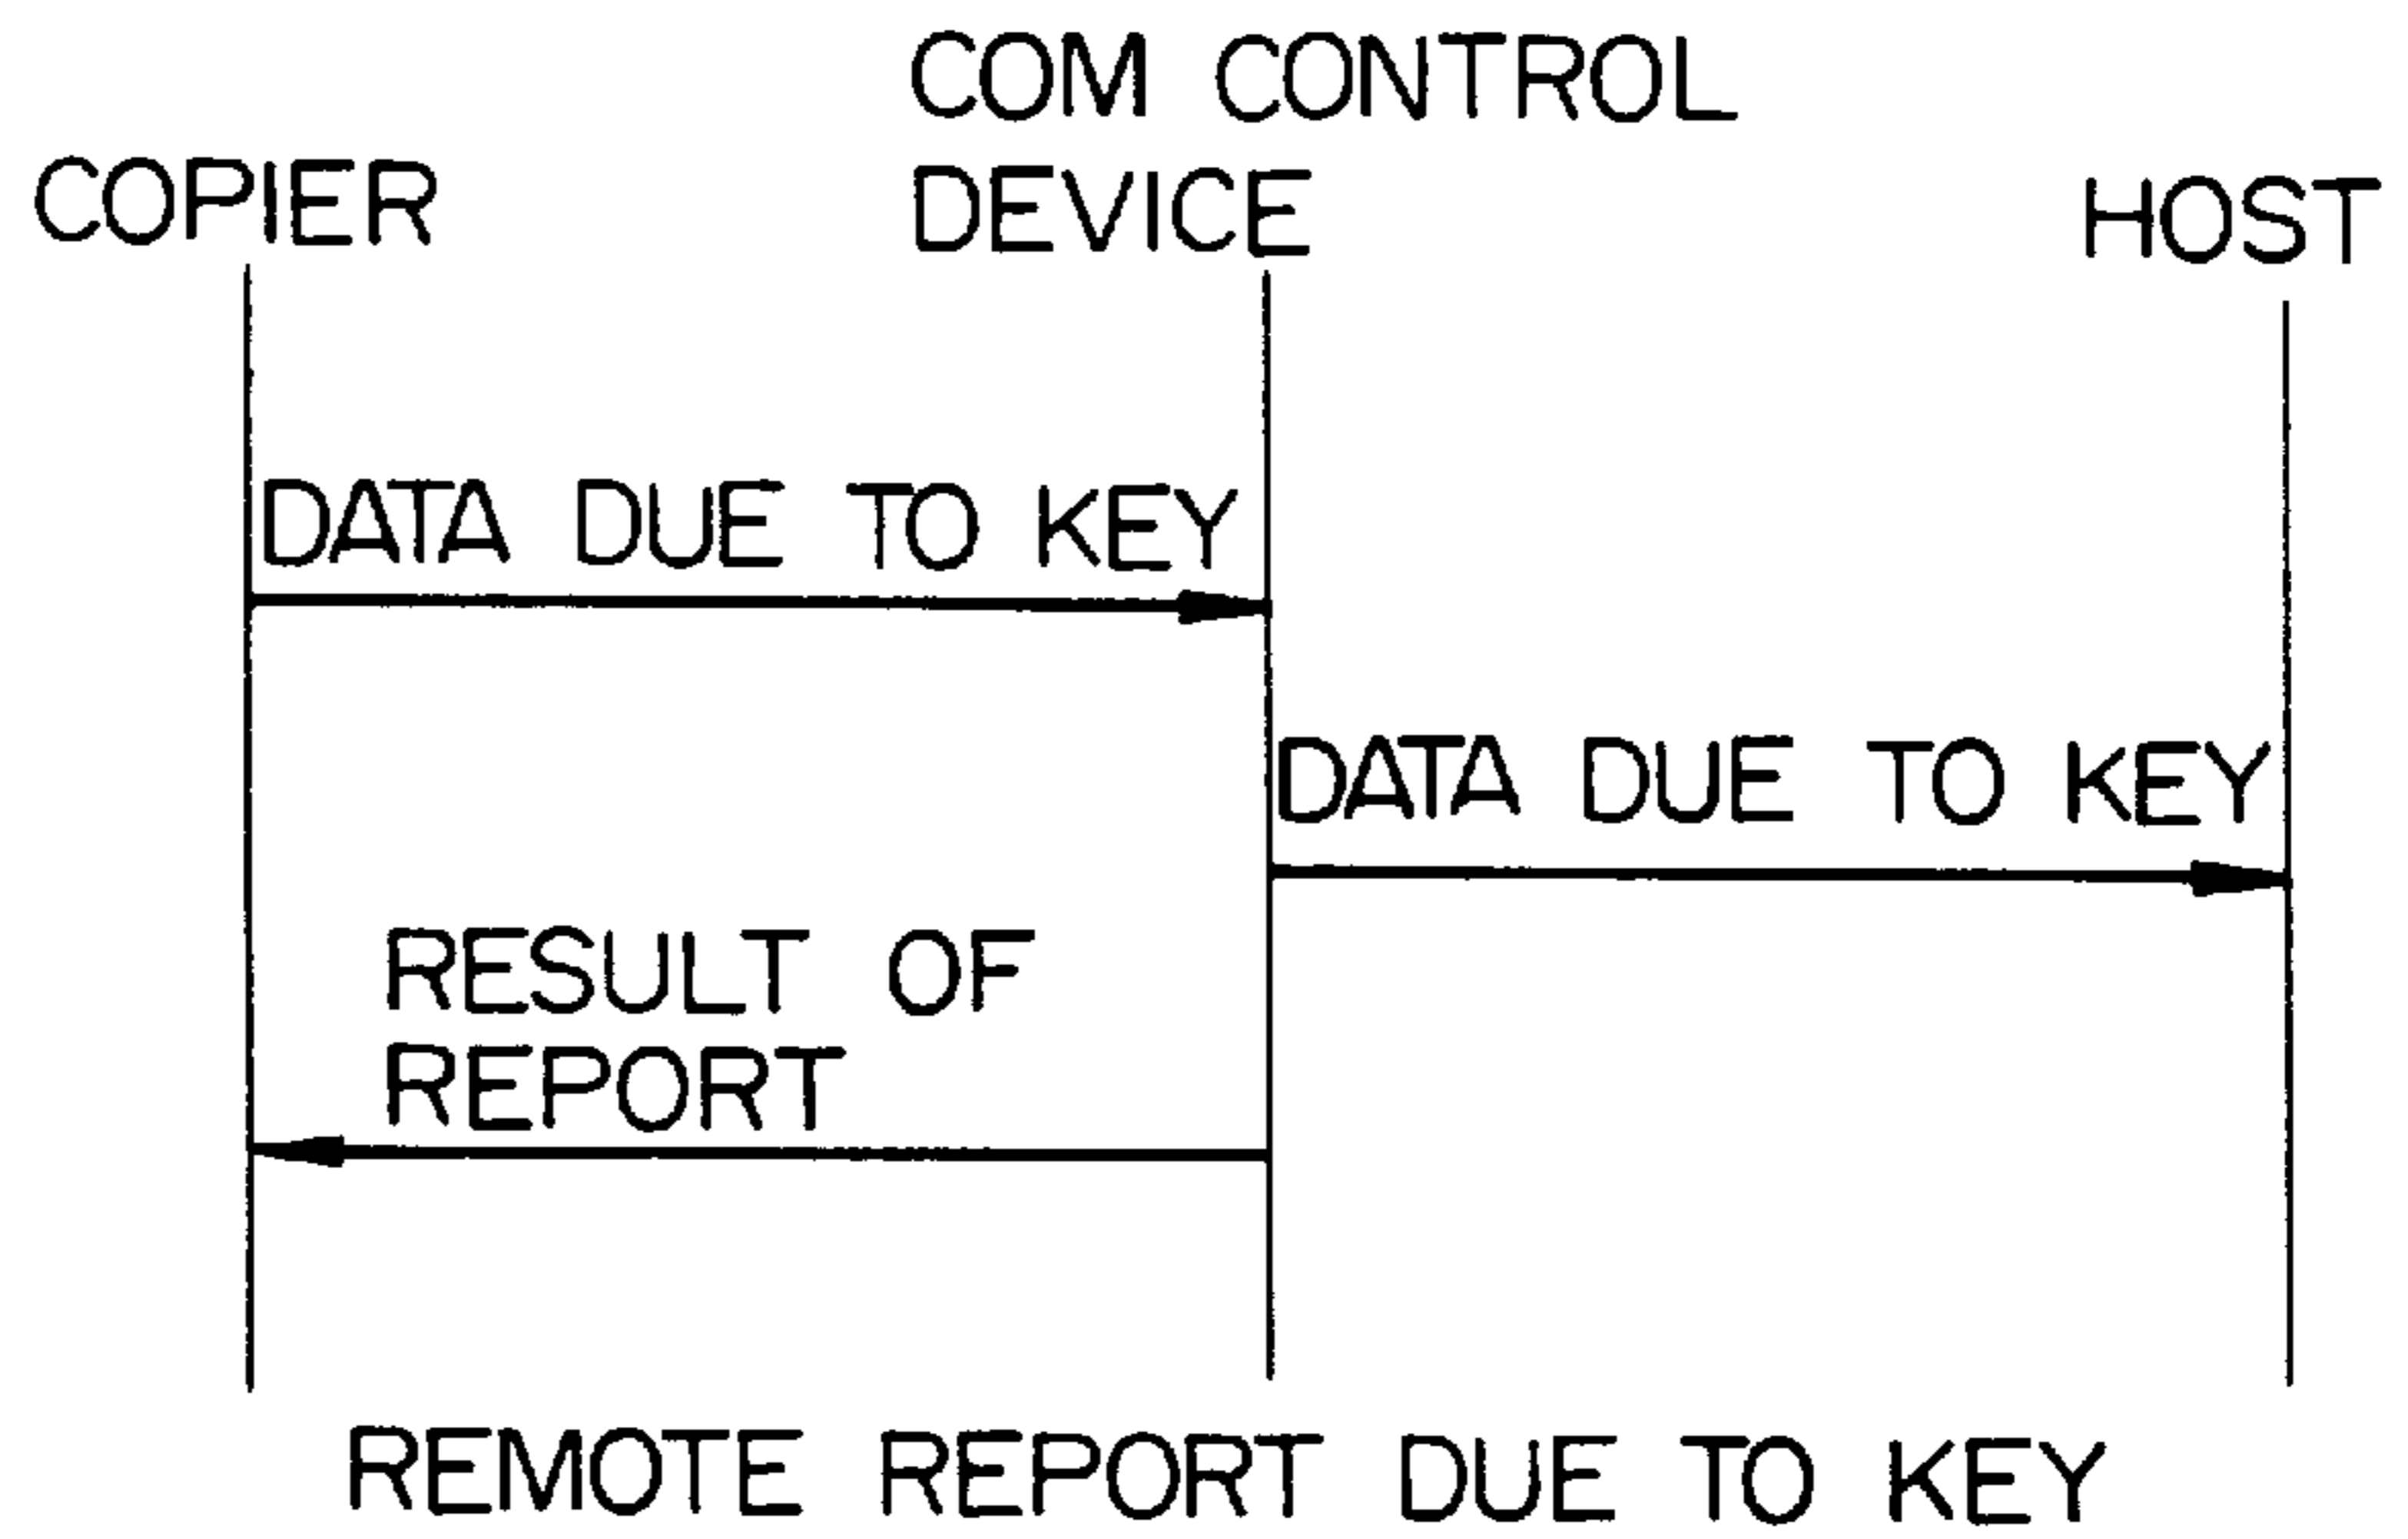 COPIER
COM CONTROL
DEVICE
HOST
DATA DUE TO KEY
DATA DUE TO KEY
RESULT OF
REPORT
REMOTE REPORT DUE TO KEY